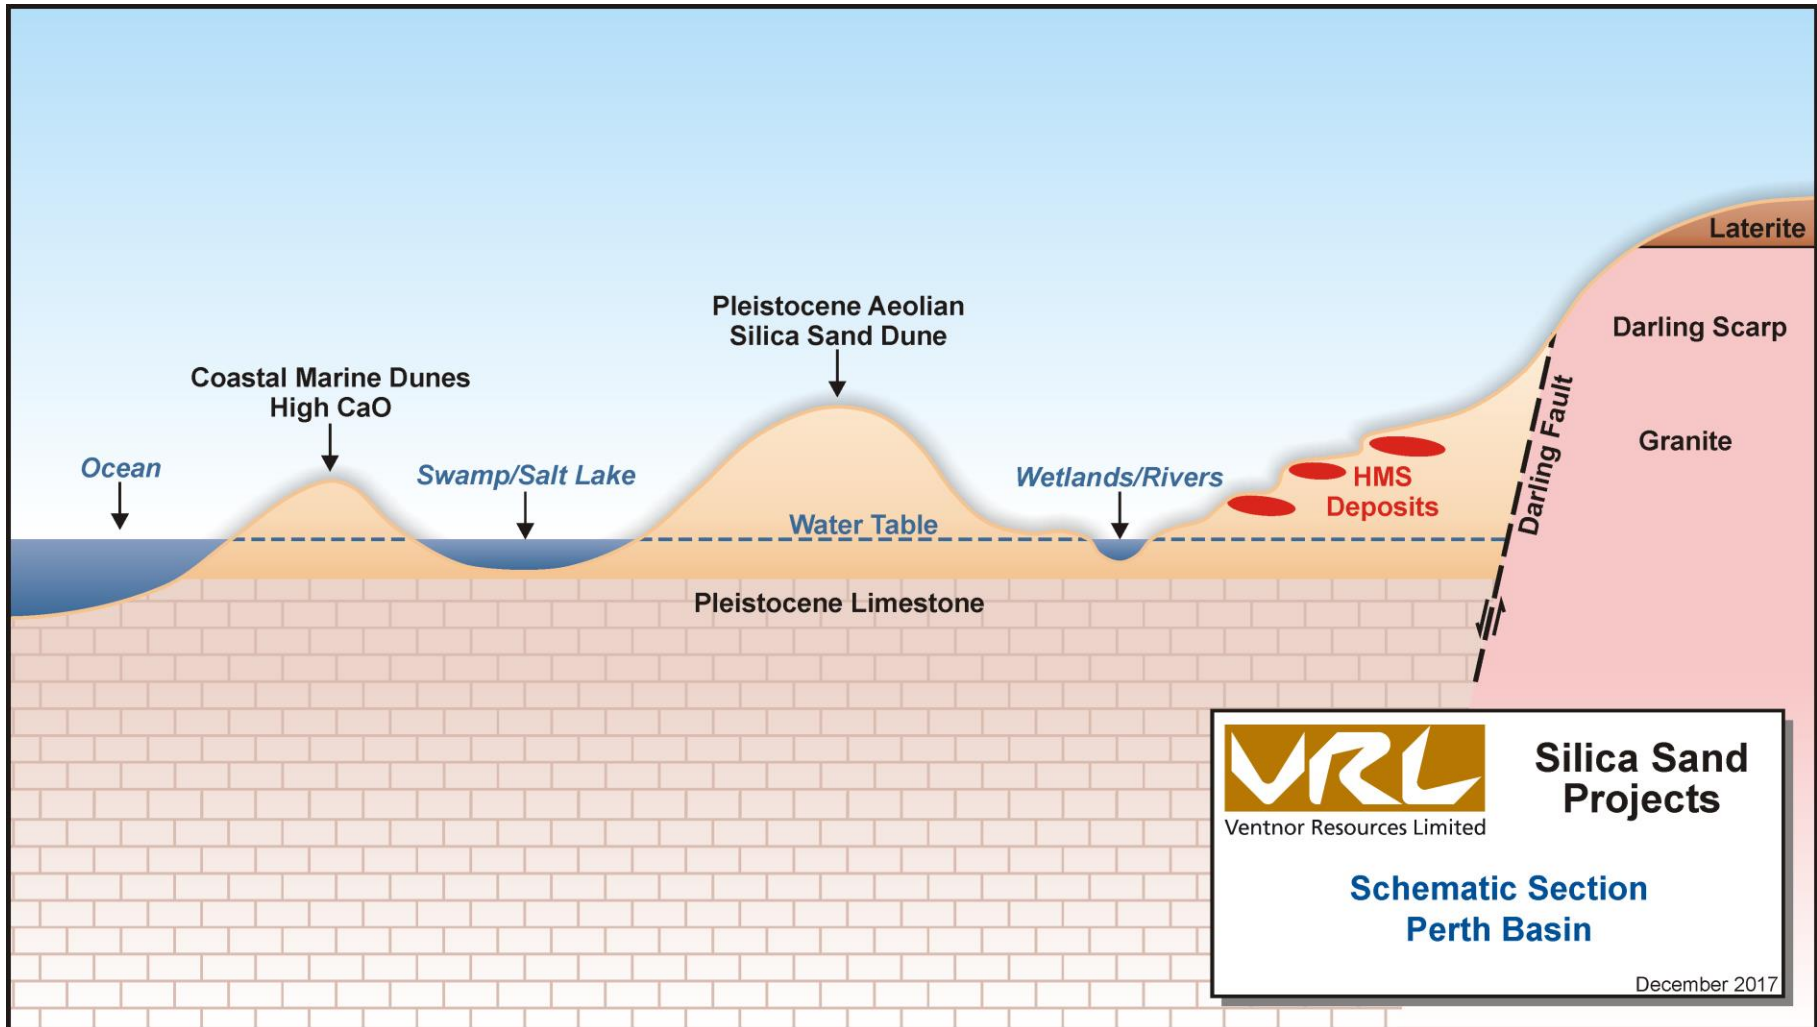 Laterite
Darling Scarp
Granite
Darling Fault
Pleistocene Aeolian
Silica Sand Dune
Coastal Marine Dunes
High CaO
Ocean
Swamp/Salt Lake
Wetlands/Rivers
HMS
Deposits
Water Table
Pleistocene Limestone
VRL
Ventnor Resources Limited
Silica Sand
Projects
Schematic Section
Perth Basin
December 2017